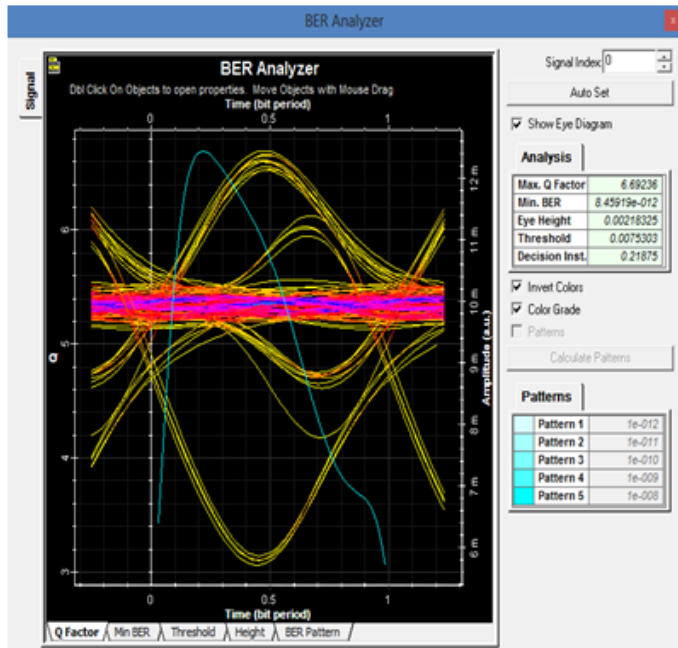 BER Analyzer
x
Signal
BER Analyzer
Dbl Click On Objects to open properties. Move Objects with Mouse Drag
Time (bit period)
0 0.5 1
6
5
4
3
Q
12 m
11 m
10 m
9 m
8 m
7 m
6 m
Amplitude (a.u.)
0 0.5 1
Time (bit period)
Q Factor Min BER Threshold Height BER Pattern
Signal Index 0
Auto Set
Show Eye Diagram
Analysis
Max. Q Factor 6.69236
Min. BER 8.45919e-012
Eye Height 0.00218325
Threshold 0.0075303
Decision Inst. 0.21875
Invert Colors
Color Grade
Patterns
Calculate Patterns
Patterns
Pattern 1 1e-012
Pattern 2 1e-011
Pattern 3 1e-010
Pattern 4 1e-009
Pattern 5 1e-008